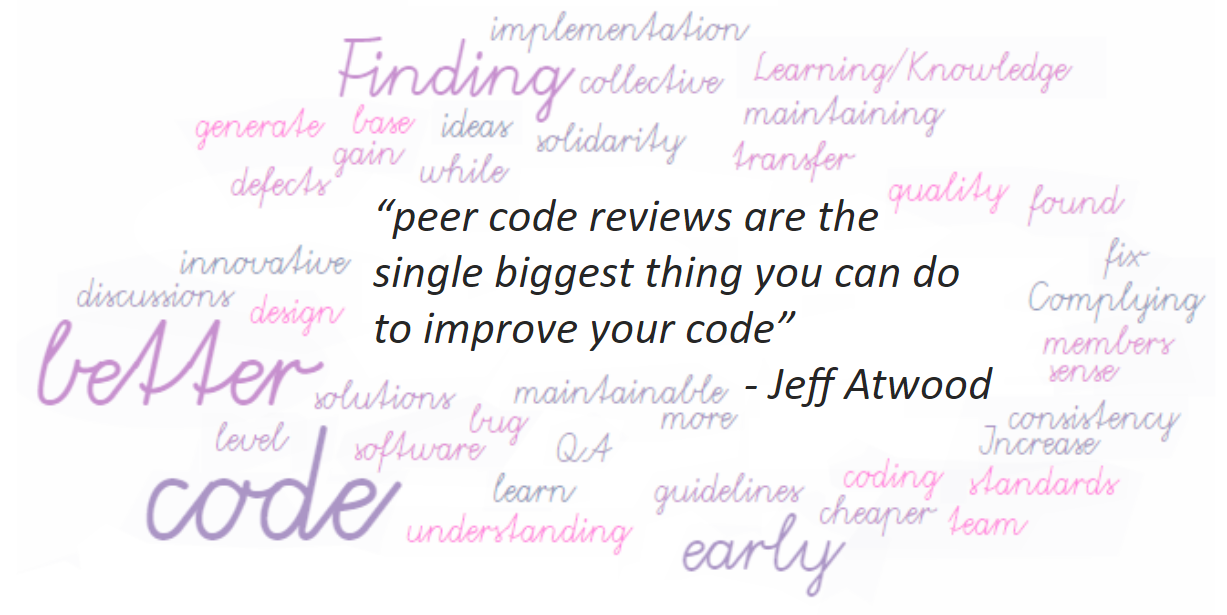 implementation
Finding collective Learning/Knowledge
maintaining
generate base ideas solidarity
gain while transfer
defects quality found
“peer code reviews are the
single biggest thing you can do
to improve your code”
- Jeff Atwood
innovative fix
discussions design Complying
better members
sense
solutions maintainable
bug more consistency
level software QA Increase
code learn guidelines coding standards
understanding cheaper team
early